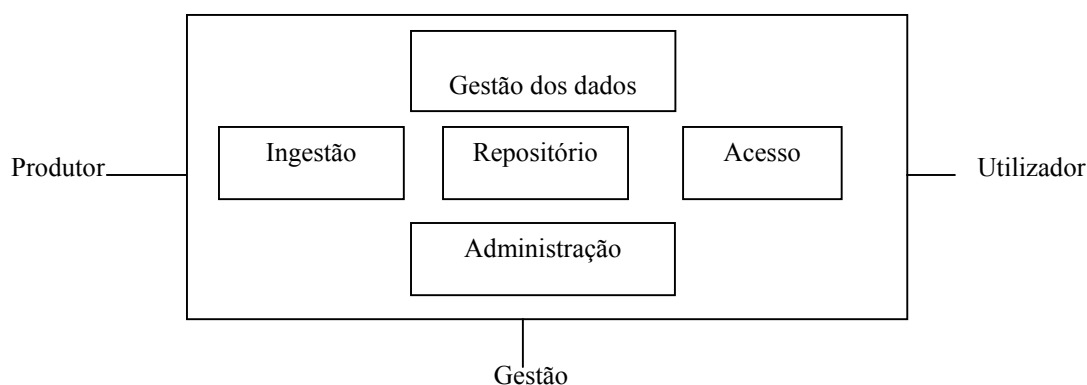 Gestão dos dados
Ingestão
Repositório
Acesso
Produtor
Utilizador
Administração
Gestão